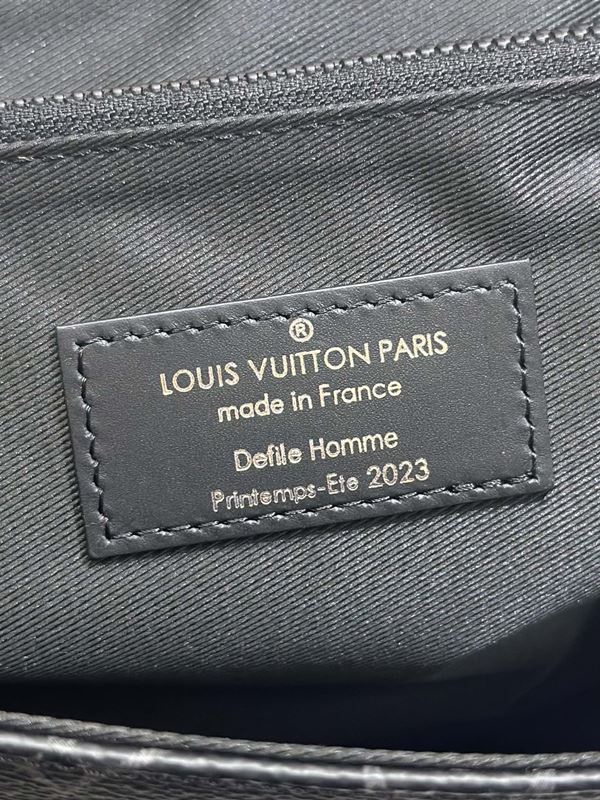 ®
LOUIS VUITTON PARIS
made in France
Defile Homme
Printemps-Ete 2023